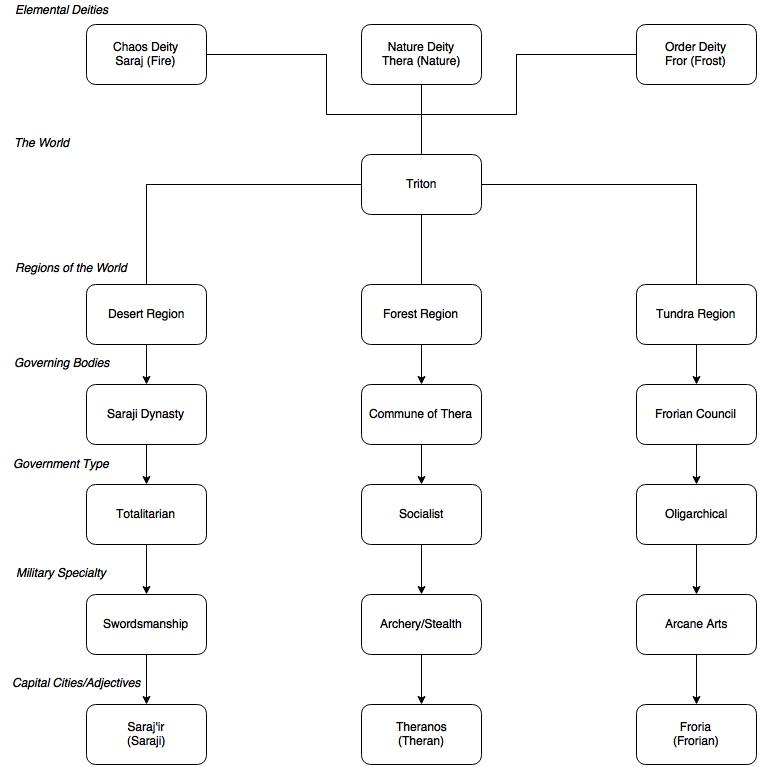 Elemental Deities
Chaos Deity
Saraj (Fire)
Nature Deity
Thera (Nature)
Order Deity
Fror (Frost)
The World
Triton
Regions of the World
Desert Region
Forest Region
Tundra Region
Governing Bodies
Saraji Dynasty
Commune of Thera
Frorian Council
Government Type
Totalitarian
Socialist
Oligarchical
Military Specialty
Swordsmanship
Archery/Stealth
Arcane Arts
Capital Cities/Adjectives
Saraj'ir
(Saraji)
Theranos
(Theran)
Froria
(Frorian)